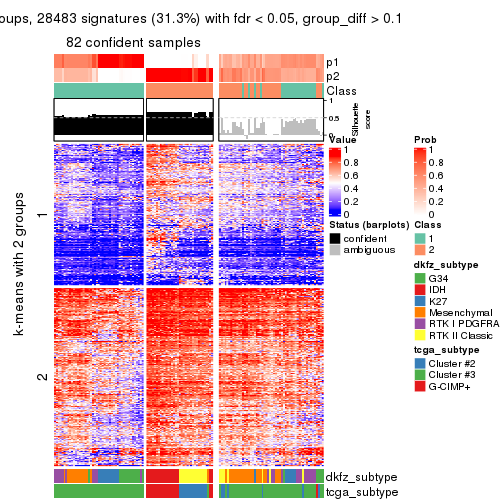 oups, 28483 signatures (31.3%) with fdr < 0.05, group_diff > 0.1
82 confident samples
p1
p2
Class
1
0.5
0
Silhouette
score
k-means with 2 groups
1
2
dkfz_subtype
tcga_subtype
Value
1
0.8
0.6
0.4
0.2
0
Prob
1
0.8
0.6
0.4
0.2
0
Status (barplots)
confident
ambiguous
Class
1
2
dkfz_subtype
G34
IDH
K27
Mesenchymal
RTK I PDGFRA
RTK II Classic
tcga_subtype
Cluster #2
Cluster #3
G-CIMP+